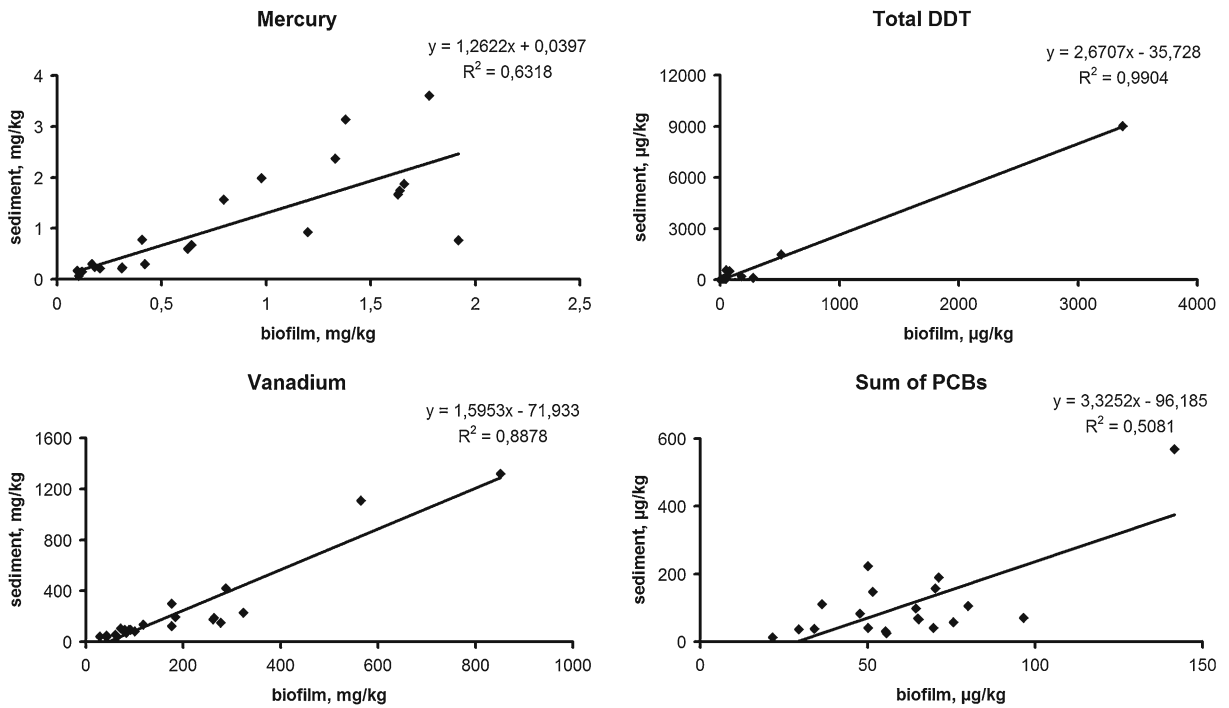 Mercury
y = 1,2622x + 0,0397
R² = 0,6318
4
3
2
1
0
sediment, mg/kg
0 0,5 1 1,5 2 2,5
biofilm, mg/kg
Total DDT
y = 2,6707x - 35,728
R² = 0,9904
12000
9000
6000
3000
0
sediment, µg/kg
0 1000 2000 3000 4000
biofilm, µg/kg
Vanadium
y = 1,5953x - 71,933
R² = 0,8878
1600
1200
800
400
0
sediment, mg/kg
0 200 400 600 800 1000
biofilm, mg/kg
Sum of PCBs
y = 3,3252x - 96,185
R² = 0,5081
600
400
200
0
sediment, µg/kg
0 50 100 150
biofilm, µg/kg